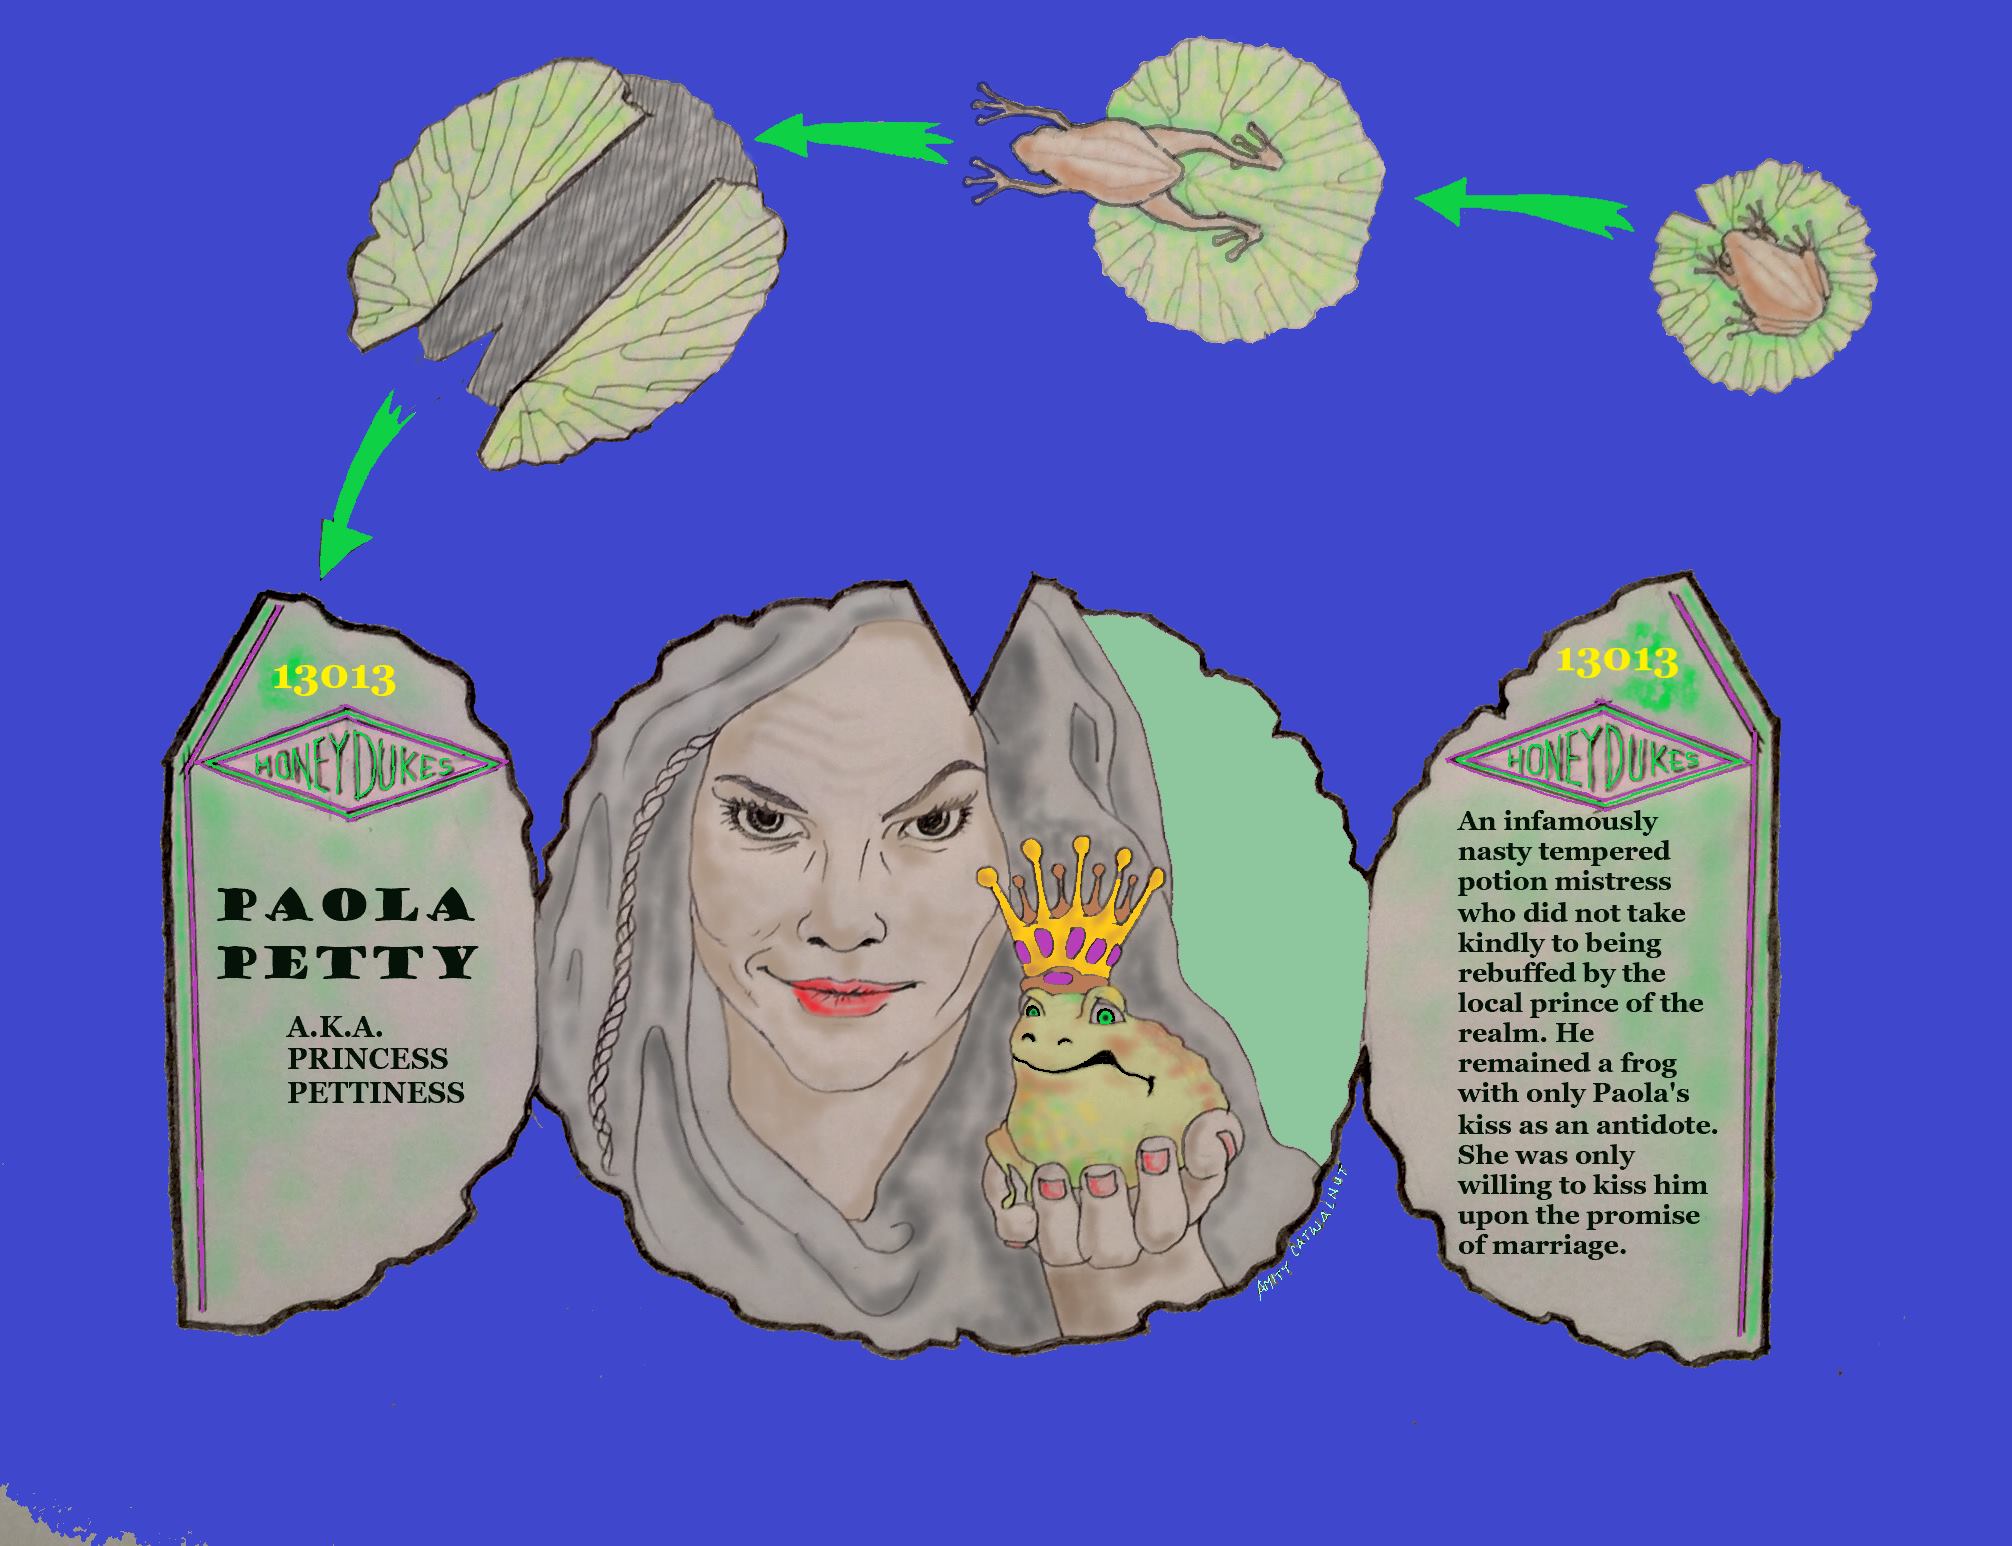 13013
HONEYDUKES
PAOLA
PETTY
A.K.A.
PRINCESS
PETTINESS
AMITY CATWALNUT
13013
HONEYDUKES
An infamously
nasty tempered
potion mistress
who did not take
kindly to being
rebuffed by the
local prince of the
realm. He
remained a frog
with only Paola's
kiss as an antidote.
She was only
willing to kiss him
upon the promise
of marriage.